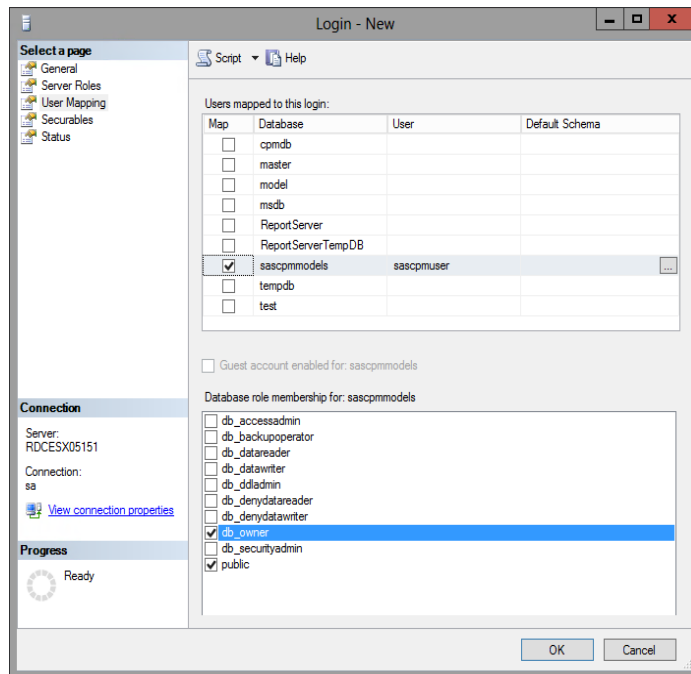 Login - New
Select a page
General
Server Roles
User Mapping
Securables
Status
Script Help
Users mapped to this login:
Map Database User Default Schema
cpmdb
master
model
msdb
ReportServer
ReportServerTempDB
sascpmmodels sascpmuser ...
tempdb
test
Guest account enabled for: sascpmmodels
Database role membership for: sascpmmodels
db_accessadmin
db_backupoperator
db_datareader
db_datawriter
db_ddladmin
db_denydatareader
db_denydatawriter
db_owner
db_securityadmin
public
Connection
Server:
RDCESX05151
Connection:
sa
View connection properties
Progress
Ready
OK Cancel